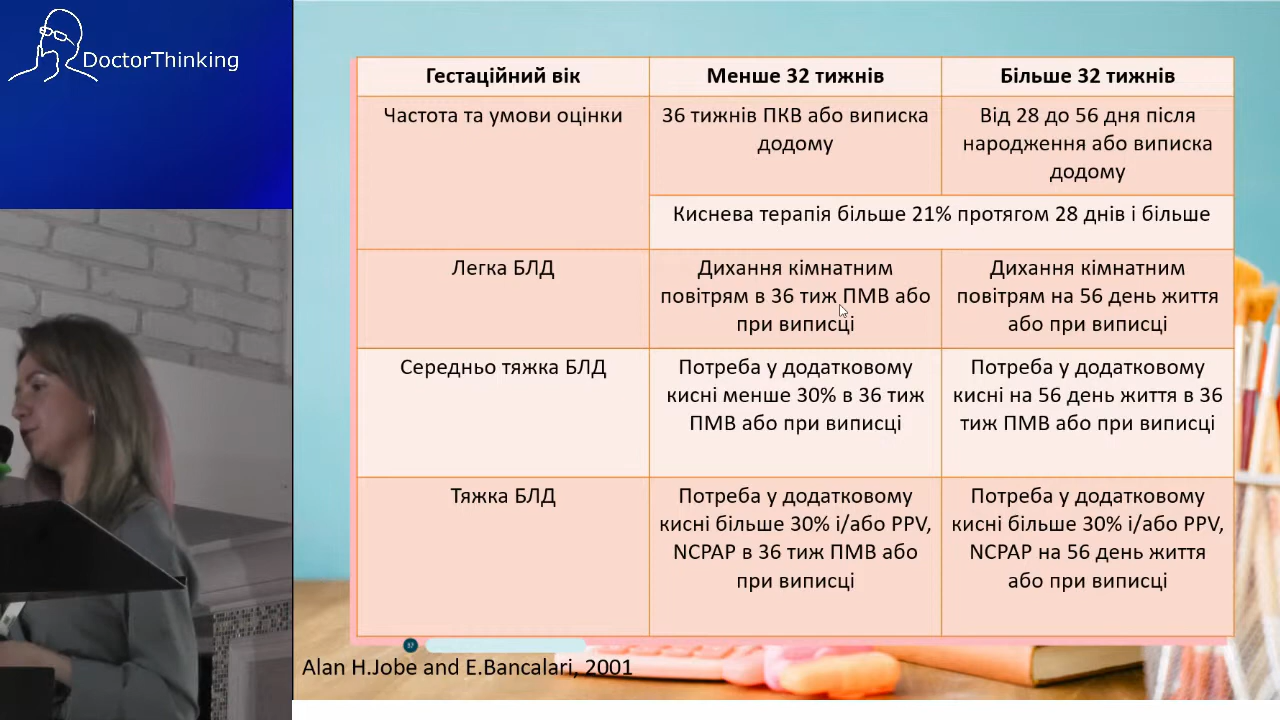 DoctorThinking
Гестаційний вік
Менше 32 тижнів
Більше 32 тижнів
Частота та умови оцінки
36 тижнів ПКВ або виписка
додому
Від 28 до 56 дня після
народження або виписка
додому
Киснева терапія більше 21% протягом 28 днів і більше
Легка БЛД
Дихання кімнатним
повітрям в 36 тиж ПМВ або
при виписці
Дихання кімнатним
повітрям на 56 день життя
або при виписці
Середньо тяжка БЛД
Потреба у додатковому
кисні менше 30% в 36 тиж
ПМВ або при виписці
Потреба у додатковому
кисні на 56 день життя в 36
тиж ПМВ або при виписці
Тяжка БЛД
Потреба у додатковому
кисні більше 30% і/або PPV,
NCPAP в 36 тиж ПМВ або
при виписці
Потреба у додатковому
кисні більше 30% і/або PPV,
NCPAP на 56 день життя
або при виписці
37
Alan H.Jobe and E.Bancalari, 2001